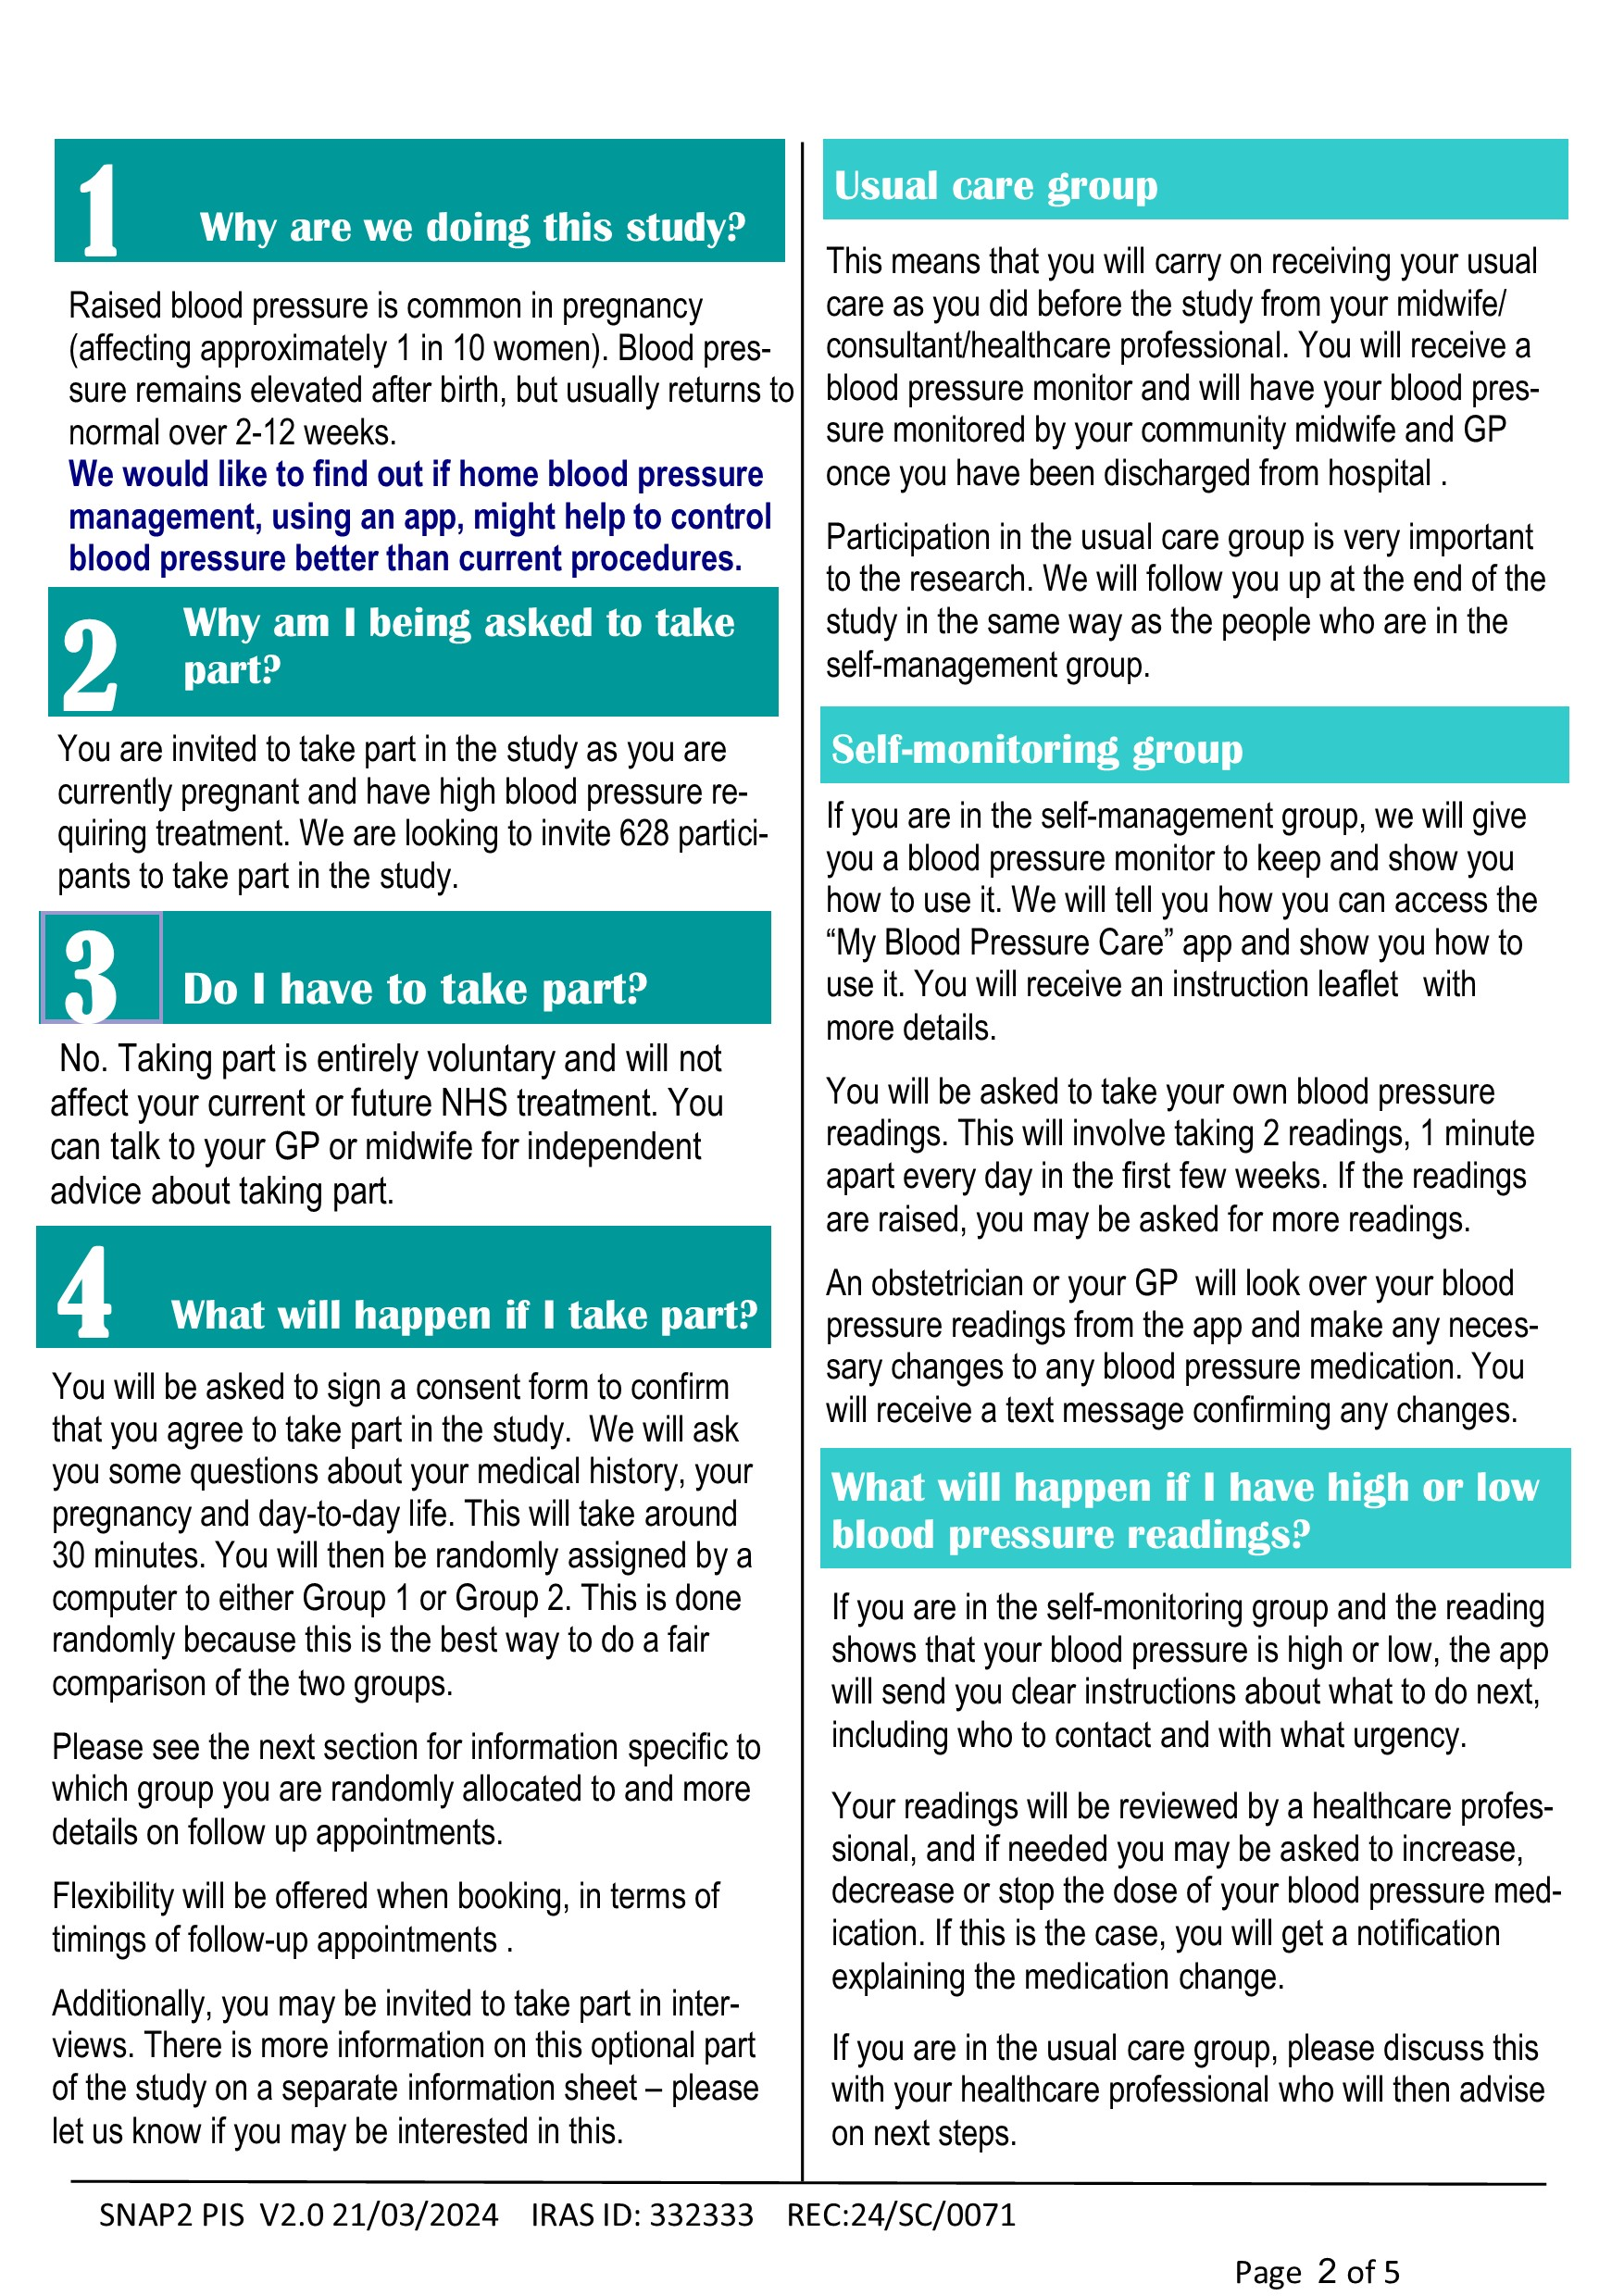 1
Why are we doing this study?
Raised blood pressure is common in pregnancy
(affecting approximately 1 in 10 women). Blood pres-
sure remains elevated after birth, but usually returns to
normal over 2-12 weeks.
We would like to find out if home blood pressure
management, using an app, might help to control
blood pressure better than current procedures.
2
Why am I being asked to take
part?
You are invited to take part in the study as you are
currently pregnant and have high blood pressure re-
quiring treatment. We are looking to invite 628 partici-
pants to take part in the study.
3
Do I have to take part?
No. Taking part is entirely voluntary and will not
affect your current or future NHS treatment. You
can talk to your GP or midwife for independent
advice about taking part.
4
What will happen if I take part?
You will be asked to sign a consent form to confirm
that you agree to take part in the study.  We will ask
you some questions about your medical history, your
pregnancy and day-to-day life. This will take around
30 minutes. You will then be randomly assigned by a
computer to either Group 1 or Group 2. This is done
randomly because this is the best way to do a fair
comparison of the two groups.
Please see the next section for information specific to
which group you are randomly allocated to and more
details on follow up appointments.
Flexibility will be offered when booking, in terms of
timings of follow-up appointments .
Additionally, you may be invited to take part in inter-
views. There is more information on this optional part
of the study on a separate information sheet – please
let us know if you may be interested in this.
Usual care group
This means that you will carry on receiving your usual
care as you did before the study from your midwife/
consultant/healthcare professional. You will receive a
blood pressure monitor and will have your blood pres-
sure monitored by your community midwife and GP
once you have been discharged from hospital .
Participation in the usual care group is very important
to the research. We will follow you up at the end of the
study in the same way as the people who are in the
self-management group.
Self-monitoring group
If you are in the self-management group, we will give
you a blood pressure monitor to keep and show you
how to use it. We will tell you how you can access the
“My Blood Pressure Care” app and show you how to
use it. You will receive an instruction leaflet   with
more details.
You will be asked to take your own blood pressure
readings. This will involve taking 2 readings, 1 minute
apart every day in the first few weeks. If the readings
are raised, you may be asked for more readings.
An obstetrician or your GP  will look over your blood
pressure readings from the app and make any neces-
sary changes to any blood pressure medication. You
will receive a text message confirming any changes.
What will happen if I have high or low
blood pressure readings?
If you are in the self-monitoring group and the reading
shows that your blood pressure is high or low, the app
will send you clear instructions about what to do next,
including who to contact and with what urgency.
Your readings will be reviewed by a healthcare profes-
sional, and if needed you may be asked to increase,
decrease or stop the dose of your blood pressure med-
ication. If this is the case, you will get a notification
explaining the medication change.
If you are in the usual care group, please discuss this
with your healthcare professional who will then advise
on next steps.
SNAP2 PIS  V2.0 21/03/2024    IRAS ID: 332333    REC:24/SC/0071
Page  2 of 5